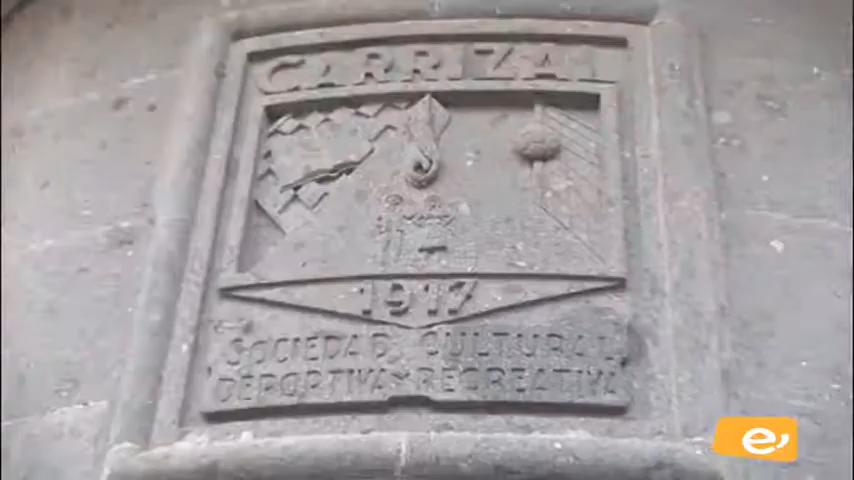 CARRIZAL
1917
SOCIEDAD CULTURAL
DEPORTIVA Y RECREATIVA
e